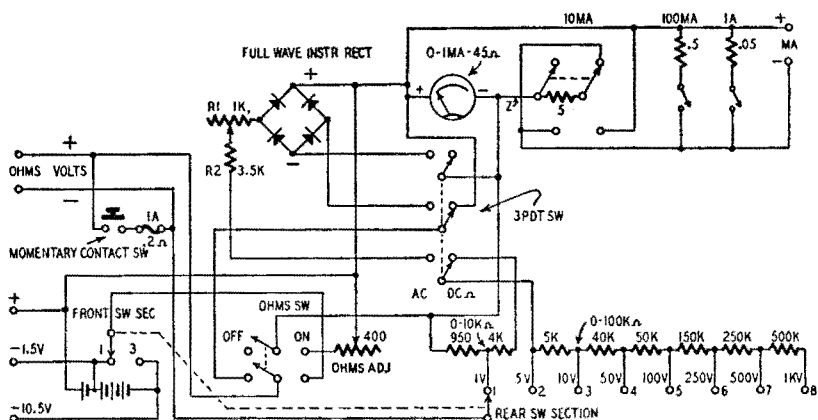 10MA 100MA 1A +
.5 .05 MA
-
FULL WAVE INSTR RECT
0-1MA-45Ω
+
+ -
Z
5
R1 1K,
R2 3.5K
-
+
OHMS VOLTS
-
1A
.2Ω
MOMENTARY CONTACT SW
3PDT SW
AC DCΩ
+
FRONT SW SEC
OHMS SW
OFF ON
400
OHMS ADJ
0-10KΩ
950 4K
0-100KΩ
5K 40K 50K 150K 250K 500K
-1.5V
1 3
1V 5V 10V 50V 100V 250V 500V 1KV
1 2 3 4 5 6 7 8
-10.5V
REAR SW SECTION